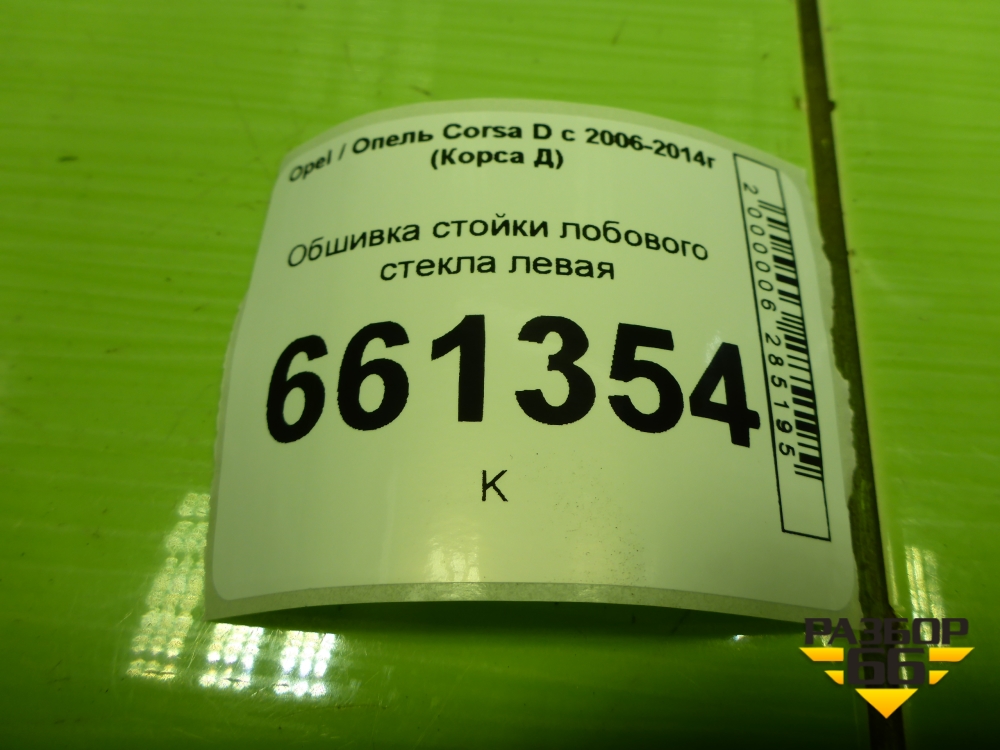 Opel / Опель Corsa D с 2006-2014г
(Корса Д)
Обшивка стойки лобового
стекла левая
661354
К
2000006285195
РАЗБОР
66